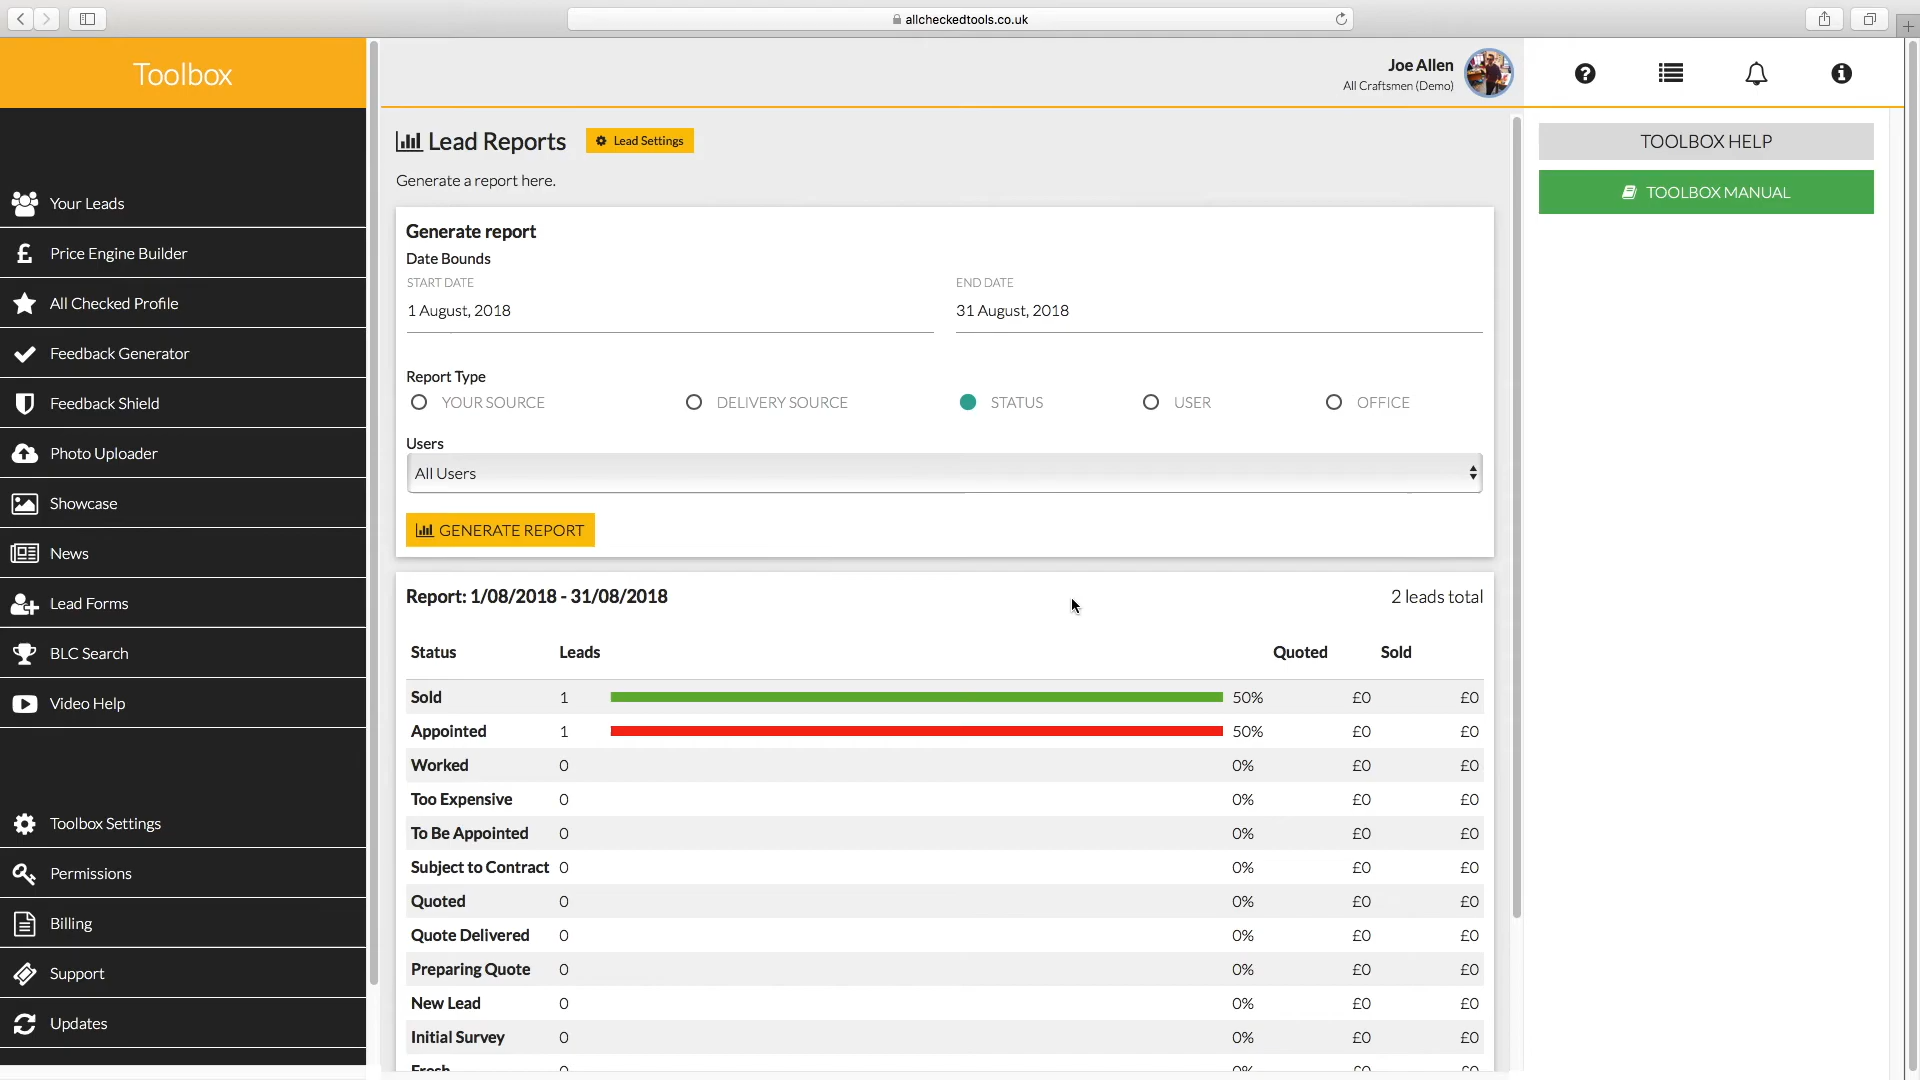 allcheckedtools.co.uk
Toolbox
Joe Allen
All Craftsmen (Demo)
Your Leads
Price Engine Builder
All Checked Profile
Feedback Generator
Feedback Shield
Photo Uploader
Showcase
News
Lead Forms
BLC Search
Video Help
Toolbox Settings
Permissions
Billing
Support
Updates
Lead Reports
Lead Settings
Generate a report here.
Generate report
Date Bounds
START DATE
1 August, 2018
END DATE
31 August, 2018
Report Type
YOUR SOURCE
DELIVERY SOURCE
STATUS
USER
OFFICE
Users
All Users
GENERATE REPORT
Report: 1/08/2018 - 31/08/2018
2 leads total
Status Leads Quoted Sold
Sold 1 50% £0 £0
Appointed 1 50% £0 £0
Worked 0 0% £0 £0
Too Expensive 0 0% £0 £0
To Be Appointed 0 0% £0 £0
Subject to Contract 0 0% £0 £0
Quoted 0 0% £0 £0
Quote Delivered 0 0% £0 £0
Preparing Quote 0 0% £0 £0
New Lead 0 0% £0 £0
Initial Survey 0 0% £0 £0
Fresh 0 0% £0 £0
TOOLBOX HELP
TOOLBOX MANUAL